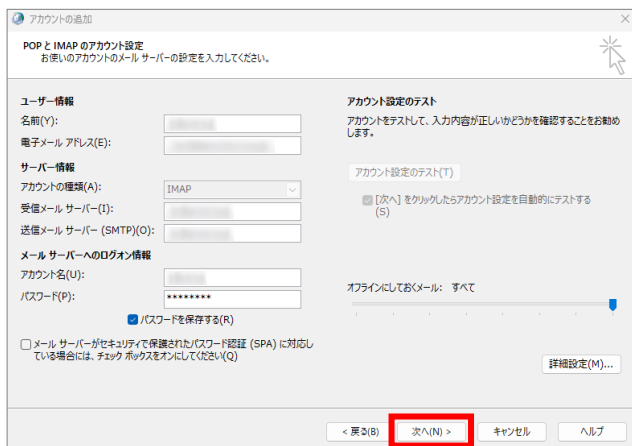 アカウントの追加
POP と IMAP のアカウント設定
お使いのアカウントのメール サーバーの設定を入力してください。
ユーザー情報
名前(Y):
電子メール アドレス(E):
サーバー情報
アカウントの種類(A):
IMAP
受信メール サーバー(I):
送信メール サーバー (SMTP)(O):
メール サーバーへのログオン情報
アカウント名(U):
パスワード(P):
********
パスワードを保存する(R)
メール サーバーがセキュリティで保護されたパスワード認証 (SPA) に対応し
ている場合には、チェック ボックスをオンにしてください(Q)
アカウント設定のテスト
アカウントをテストして、入力内容が正しいかどうかを確認することをお勧め
します。
アカウント設定のテスト(T)
[次へ] をクリックしたらアカウント設定を自動的にテストする
(S)
オフラインにしておくメール: すべて
詳細設定(M)...
< 戻る(B)
次へ(N) >
キャンセル
ヘルプ